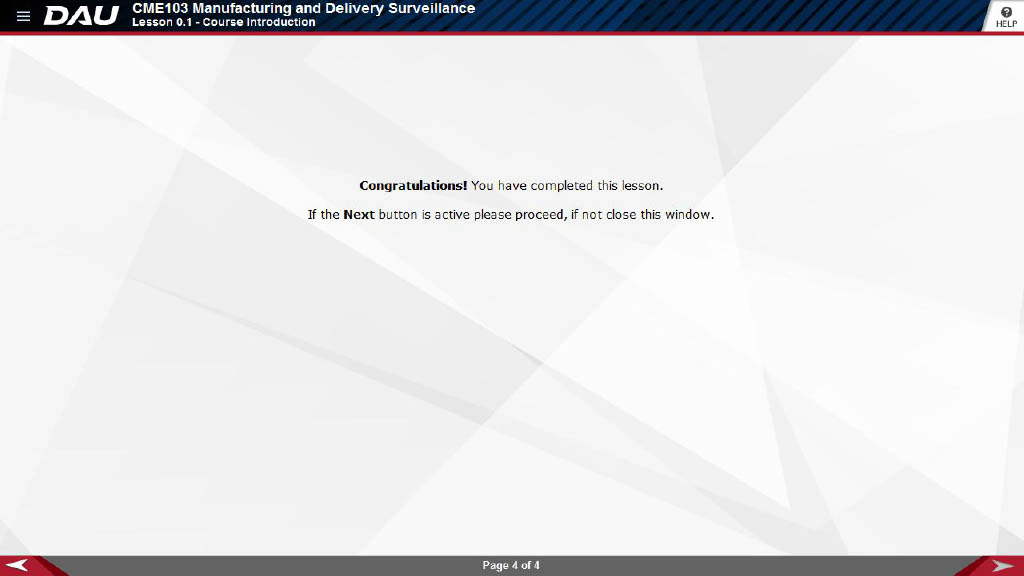 DAU
CME103 Manufacturing and Delivery Surveillance
Lesson 0.1 - Course Introduction
HELP
Congratulations! You have completed this lesson.
If the Next button is active please proceed, if not close this window.
Page 4 of 4